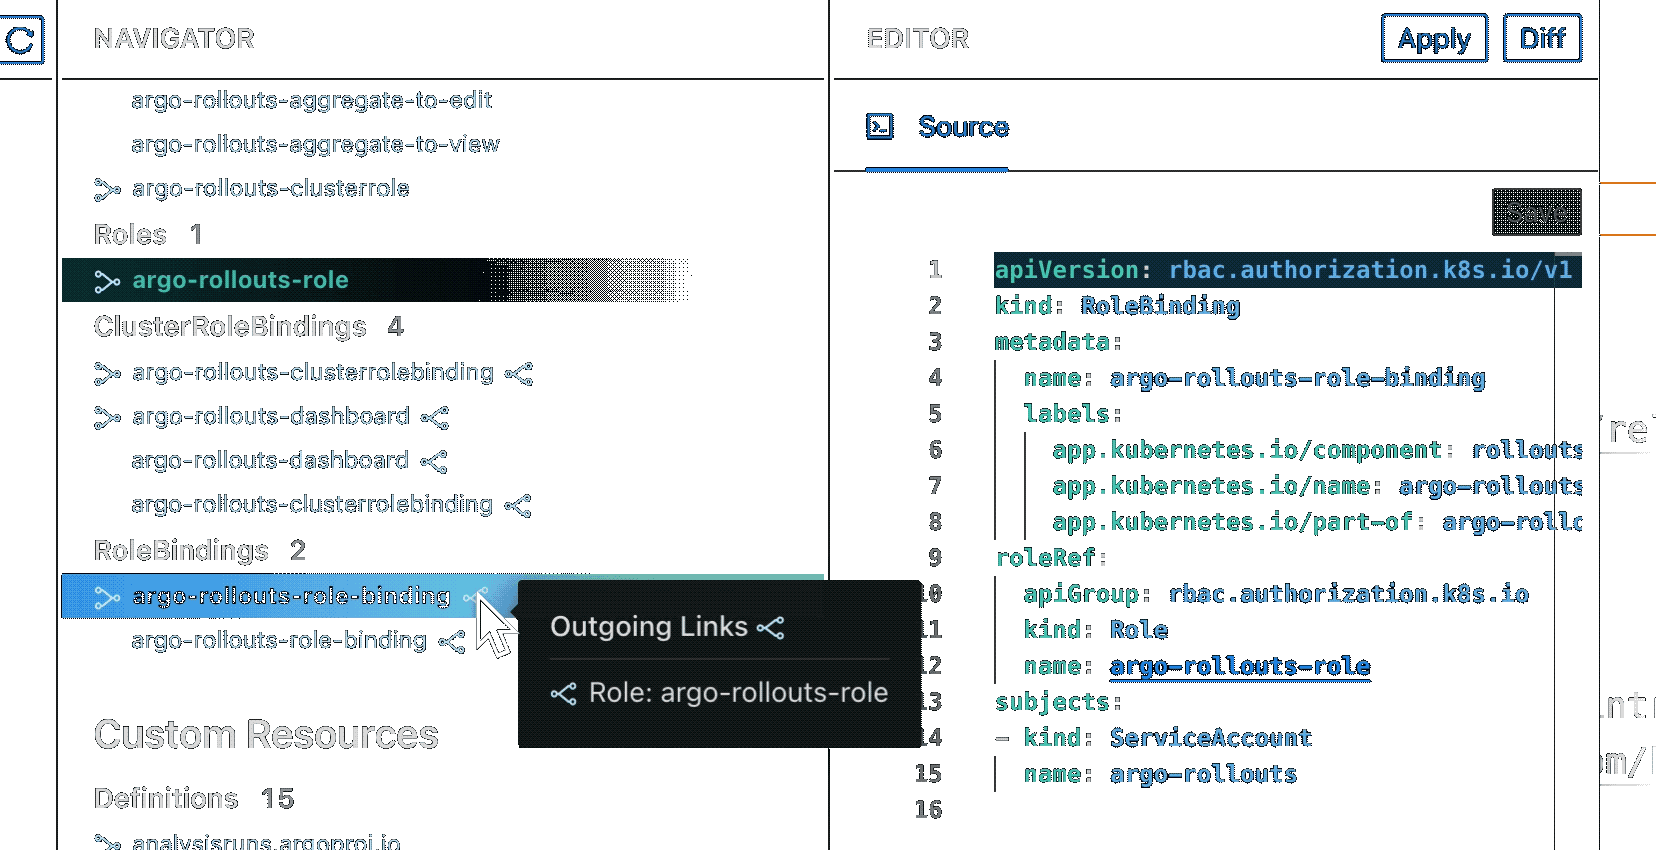 NAVIGATOR
argo-rollouts-aggregate-to-edit
argo-rollouts-aggregate-to-view
argo-rollouts-clusterrole
Roles 1
argo-rollouts-role
ClusterRoleBindings 4
argo-rollouts-clusterrolebinding
argo-rollouts-dashboard
argo-rollouts-dashboard
argo-rollouts-clusterrolebinding
RoleBindings 2
argo-rollouts-role-binding
argo-rollouts-role-binding
Outgoing Links
Role: argo-rollouts-role
Custom Resources
Definitions 15
analysisruns.argoproj.io
EDITOR
Apply
Diff
Source
Save
1 apiVersion: rbac.authorization.k8s.io/v1
2 kind: RoleBinding
3 metadata:
4 name: argo-rollouts-role-binding
5 labels:
6 app.kubernetes.io/component: rollouts
7 app.kubernetes.io/name: argo-rollouts
8 app.kubernetes.io/part-of: argo-rollo
9 roleRef:
10 apiGroup: rbac.authorization.k8s.io
11 kind: Role
12 name: argo-rollouts-role
13 subjects:
14 - kind: ServiceAccount
15 name: argo-rollouts
16